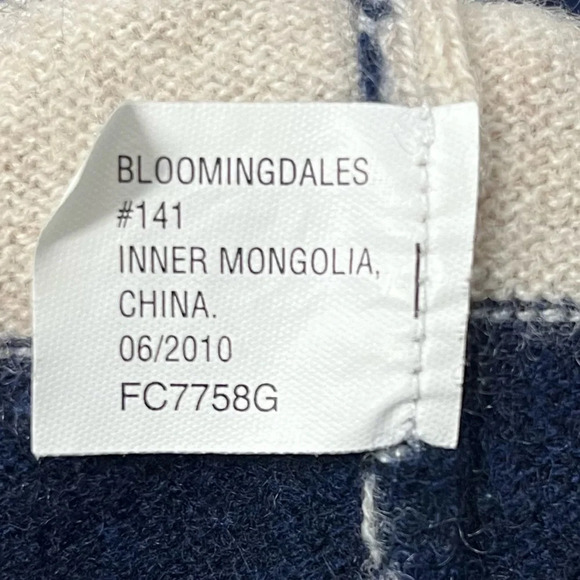 BLOOMINGDALES
#141
INNER MONGOLIA,
CHINA.
06/2010
FC7758G